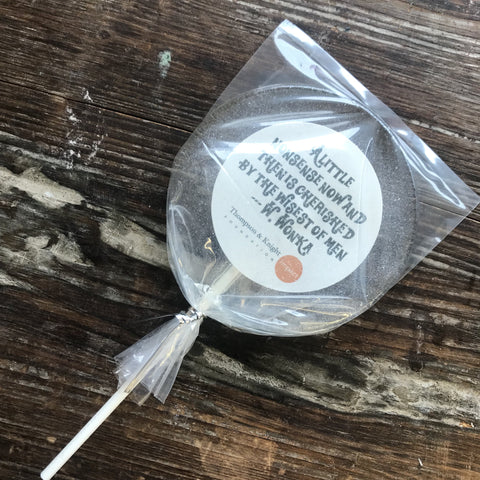 A LITTLE
NONSENSE NOW AND
THEN IS CHERISHED
BY THE WISEST OF MEN
.... W WONKA
Thompson & Knight
FOUNDATION